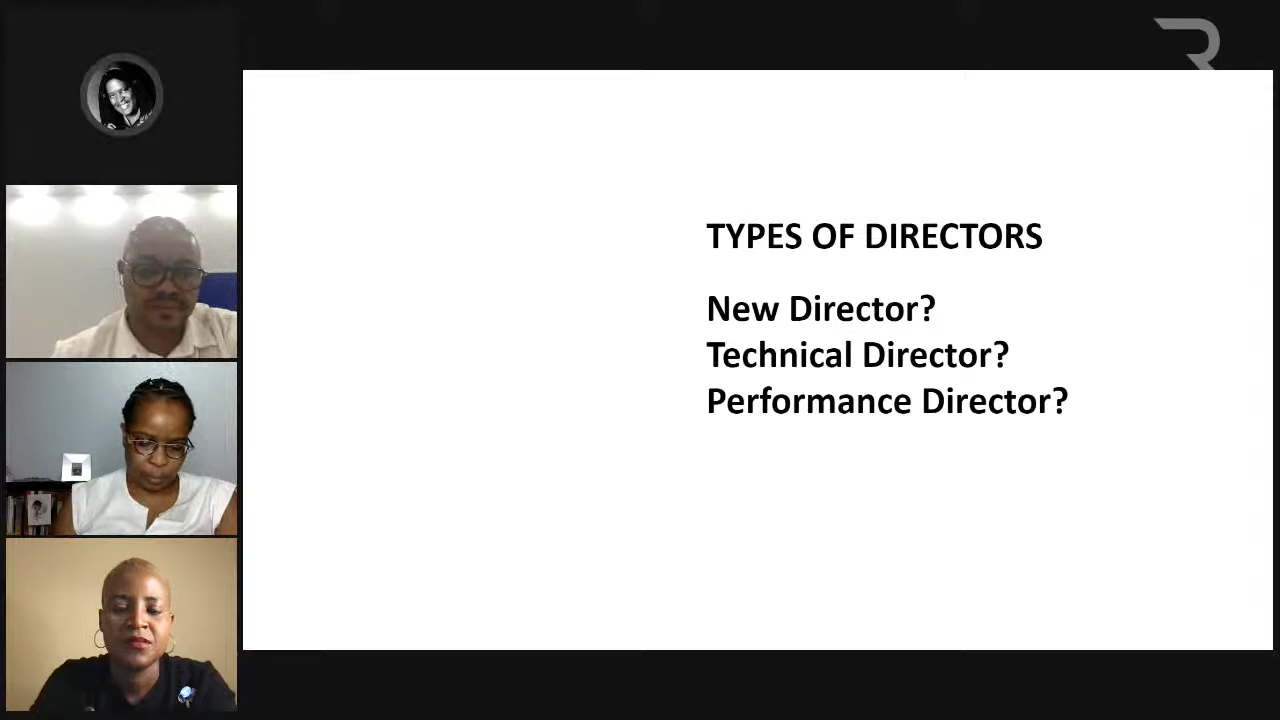 TYPES OF DIRECTORS
New Director?
Technical Director?
Performance Director?